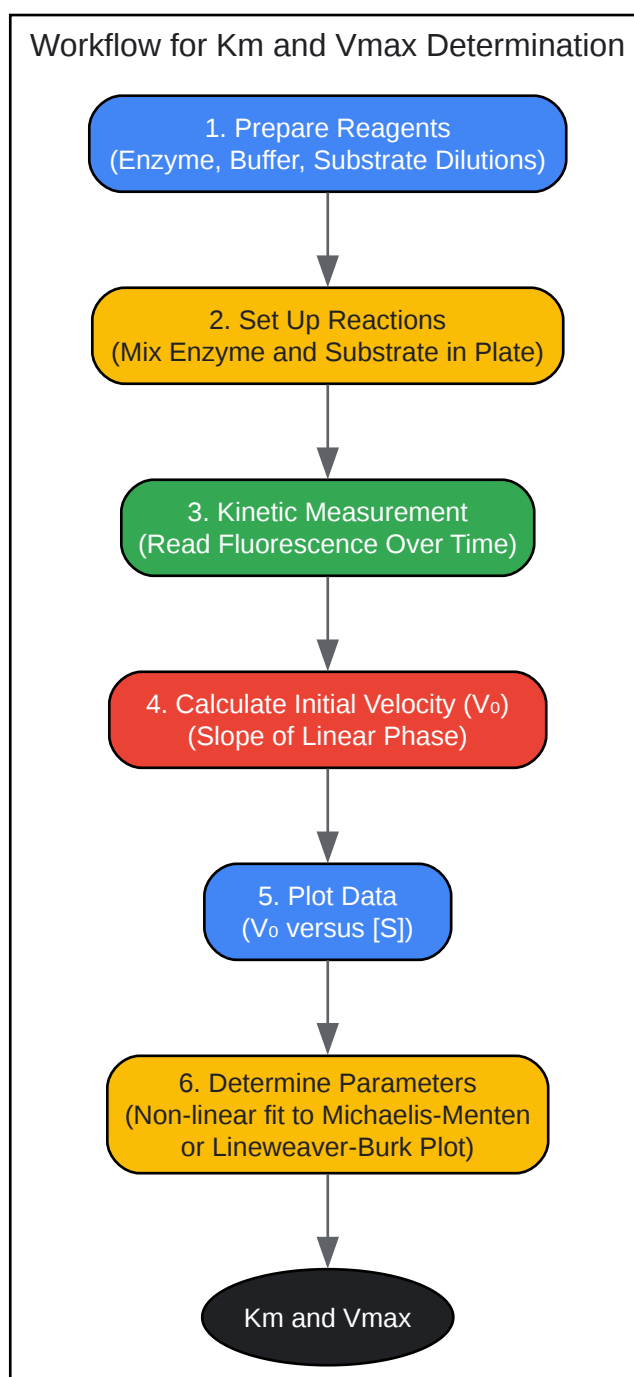 Workflow for Km and Vmax Determination
1. Prepare Reagents
(Enzyme, Buffer, Substrate Dilutions)
2. Set Up Reactions
(Mix Enzyme and Substrate in Plate)
3. Kinetic Measurement
(Read Fluorescence Over Time)
4. Calculate Initial Velocity (V₀)
(Slope of Linear Phase)
5. Plot Data
(V₀ versus [S])
6. Determine Parameters
(Non-linear fit to Michaelis-Menten
or Lineweaver-Burk Plot)
Km and Vmax